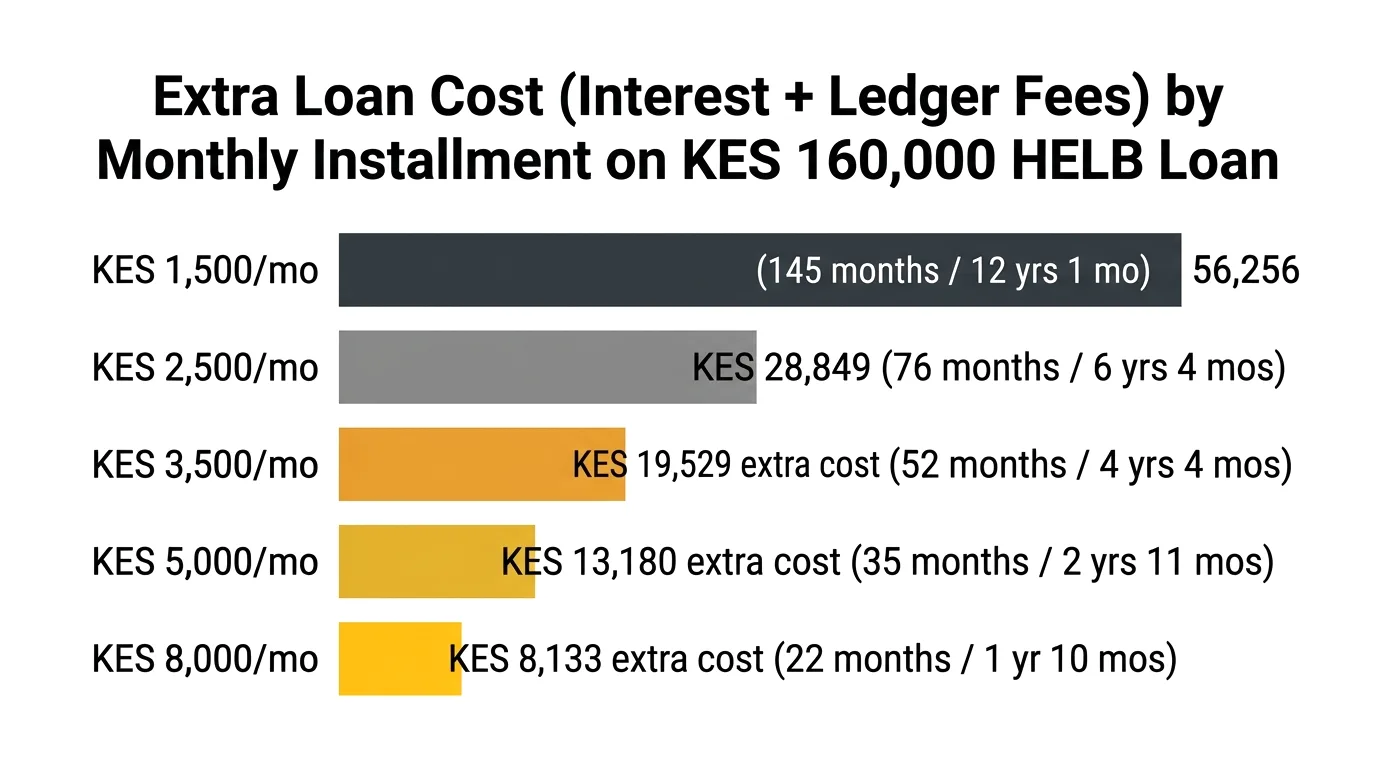 Extra Loan Cost (Interest + Ledger Fees) by
Monthly Installment on KES 160,000 HELB Loan
KES 1,500/mo (145 months / 12 yrs 1 mo) 56,256
KES 2,500/mo KES 28,849 (76 months / 6 yrs 4 mos)
KES 3,500/mo KES 19,529 extra cost (52 months / 4 yrs 4 mos)
KES 5,000/mo KES 13,180 extra cost (35 months / 2 yrs 11 mos)
KES 8,000/mo KES 8,133 extra cost (22 months / 1 yr 10 mos)